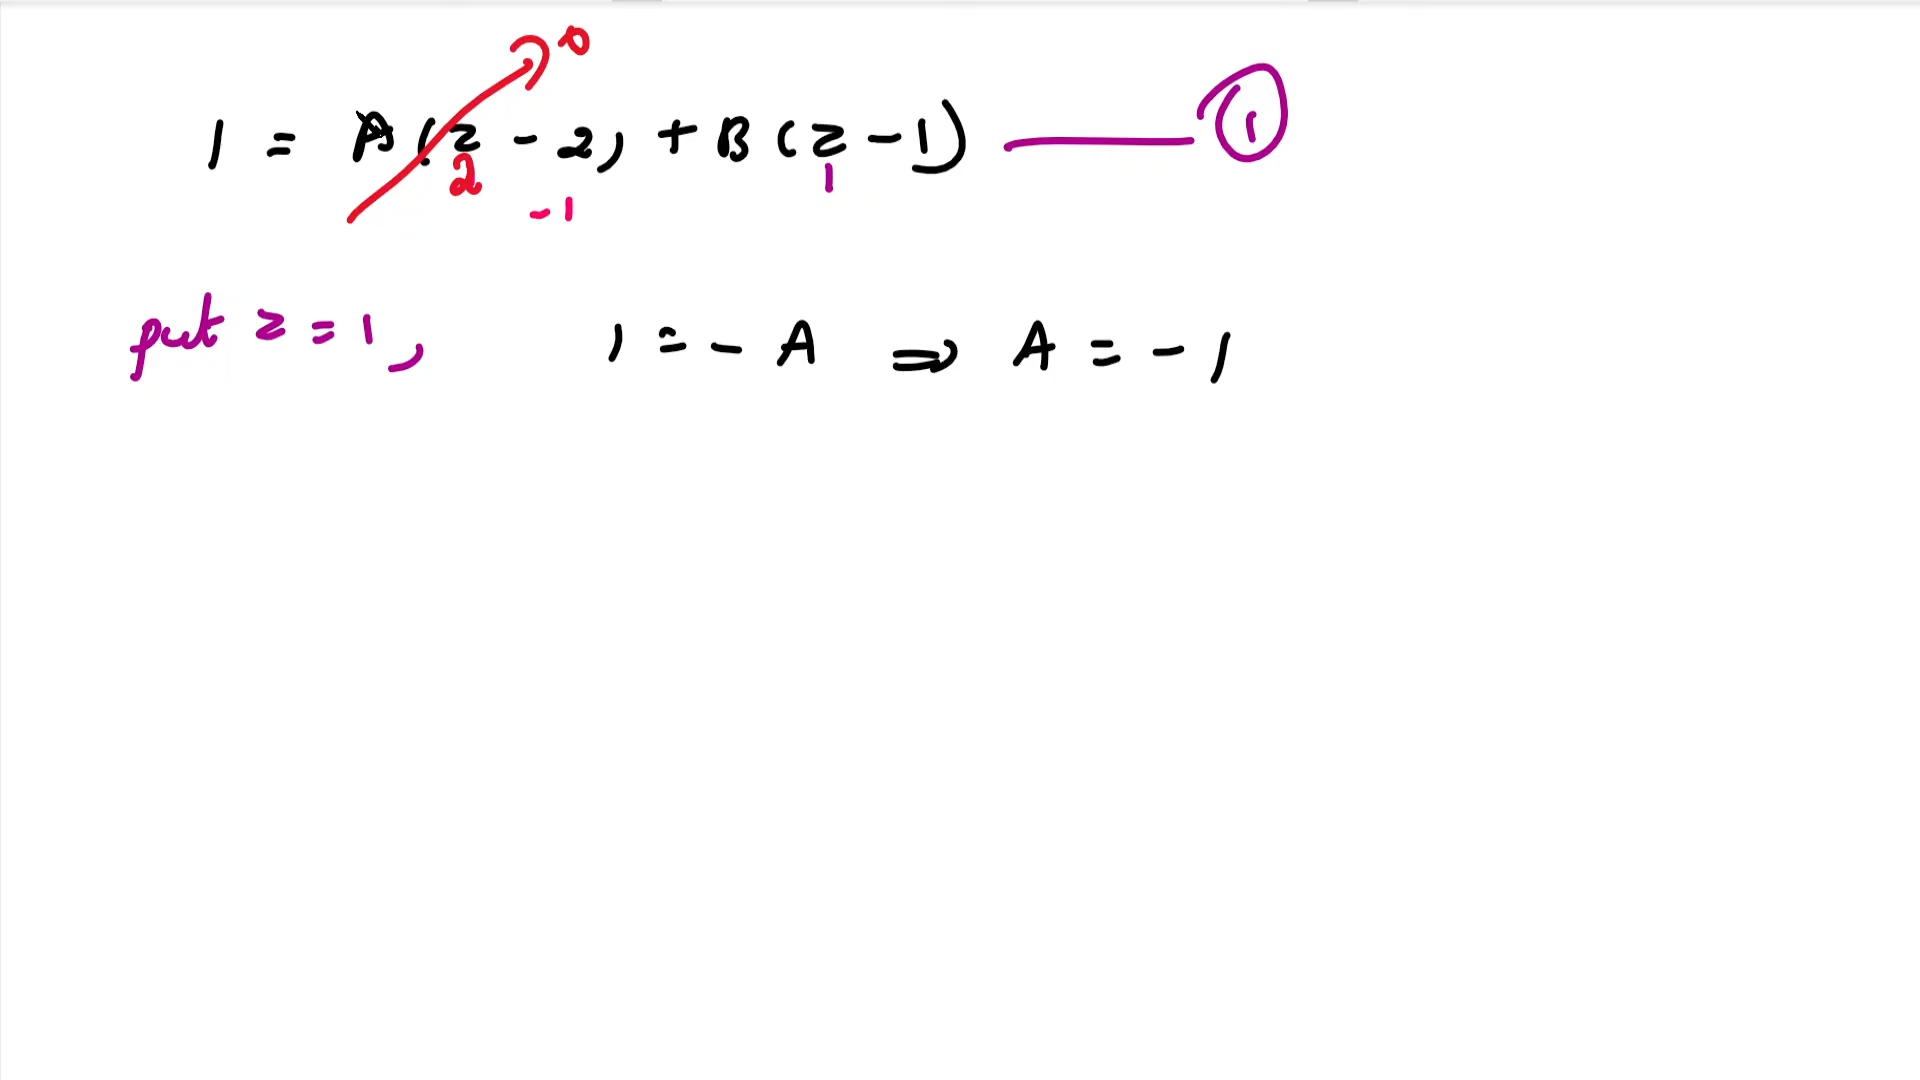 0
1 = A(z - 2) + B(z - 1) ——— ①
2 1
-1
put z = 1, 1 = - A ⇒ A = - 1